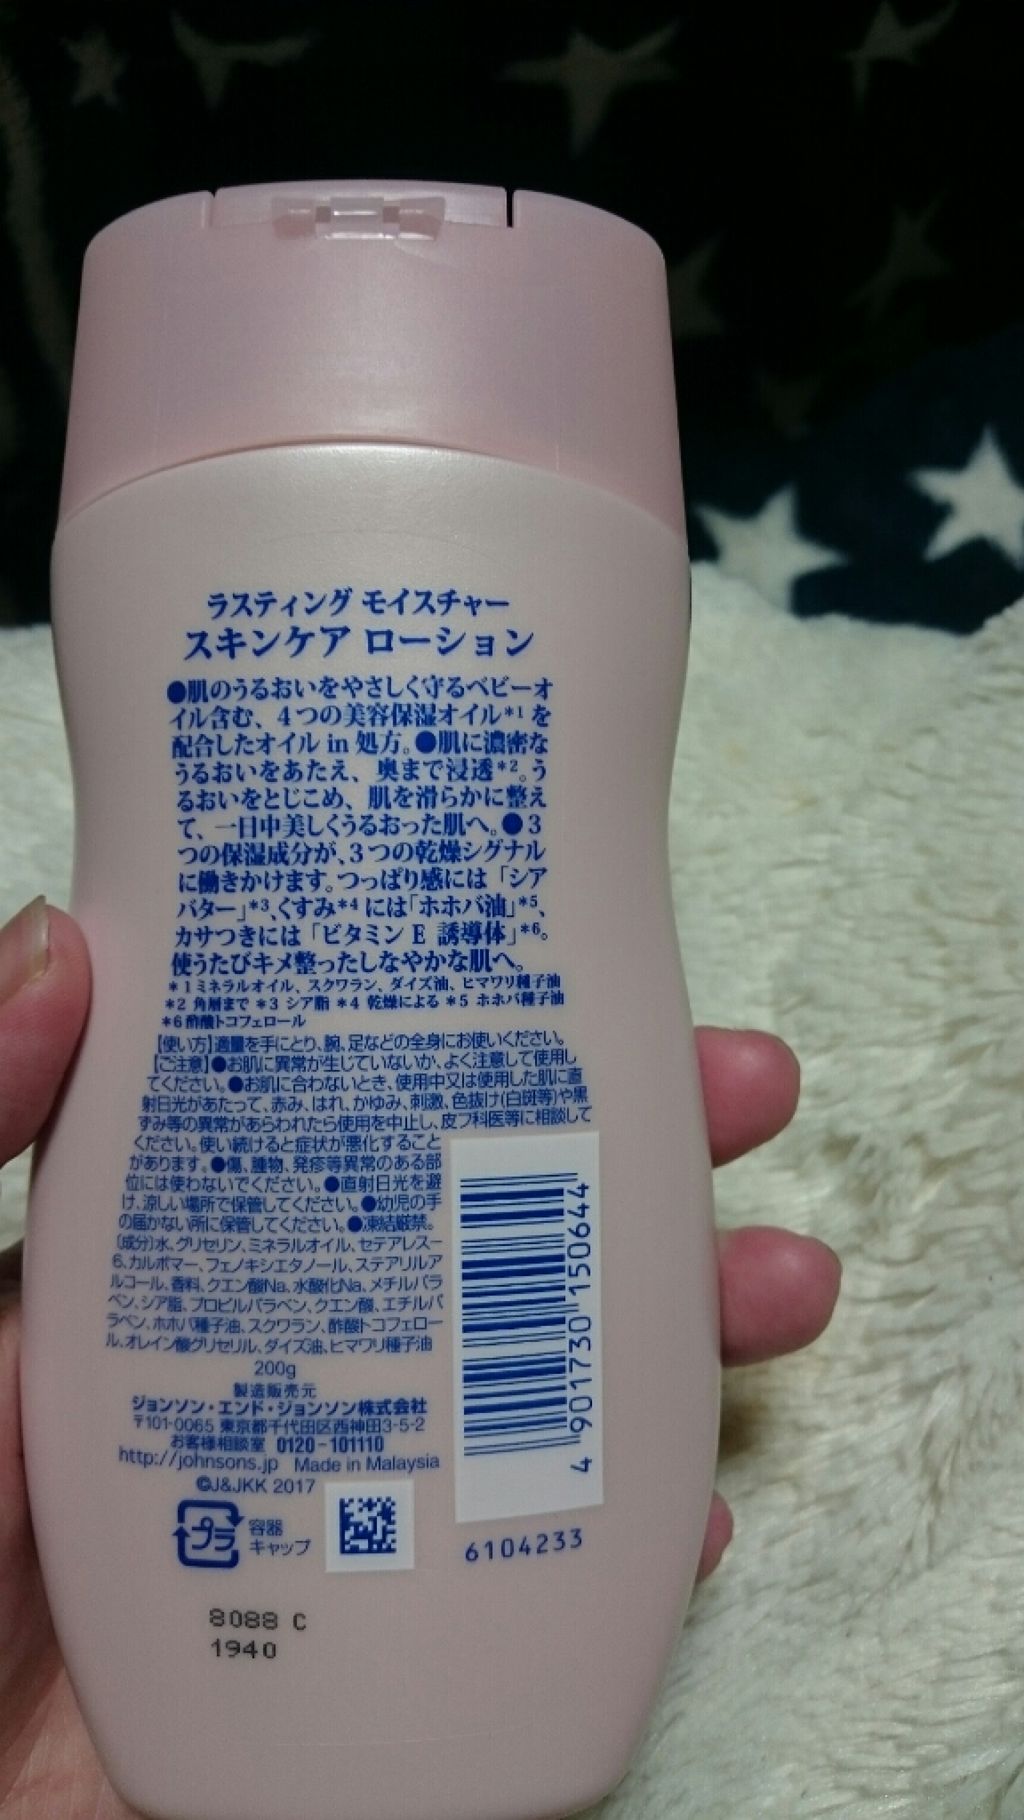 ラスティング モイスチャー
スキンケア ローション
●肌のうるおいをやさしく守るベビーオ
イル含む、4つの美容保湿オイル*1を
配合したオイル in 処方。●肌に濃密な
うるおいをあたえ、奥まで浸透*2。う
るおいをとじこめ、肌を滑らかに整え
て、一日中美しくうるおった肌へ。●3
つの保湿成分が、3つの乾燥シグナル
に働きかけます。つっぱり感には「シア
バター」*3、くすみ*4には「ホホバ油」*5、
カサつきには「ビタミン E 誘導体」*6。
使うたびキメ整ったしなやかな肌へ。
*1ミネラルオイル、スクワラン、ダイズ油、ヒマワリ種子油
*2 角層まで *3 シア脂 *4 乾燥による *5 ホホバ種子油
*6酢酸トコフェロール
【使い方】適量を手にとり、腕、足などの全身にお使いください。
【ご注意】●お肌に異常が生じていないか、よく注意して使用し
てください。●お肌に合わないとき、使用中又は使用した肌に直
射日光があたって、赤み、はれ、かゆみ、刺激、色抜け(白斑等)や黒
ずみ等の異常があらわれたら使用を中止し、皮フ科医等に相談して
ください。使い続けると症状が悪化すること
があります。●傷、腫物、発疹等異常のある部
位には使わないでください。●直射日光を避
け、涼しい場所で保管してください。●幼児の手
の届かない所に保管してください。●凍結厳禁。
〔成分〕水、グリセリン、ミネラルオイル、セテアレス-
6、カルボマー、フェノキシエタノール、ステアリルア
ルコール、香料、クエン酸Na、水酸化Na、メチルパラ
ベン、シア脂、プロピルパラベン、クエン酸、エチルパ
ラベン、ホホバ種子油、スクワラン、酢酸トコフェロー
ル、オレイン酸グリセリル、ダイズ油、ヒマワリ種子油
200g
製造販売元
ジョンソン・エンド・ジョンソン株式会社
〒101-0065 東京都千代田区西神田3-5-2
お客様相談室 0120-101110
http://johnsons.jp Made in Malaysia
©J&JKK 2017
プラ
容器
キャップ
4 901730 150644
6104233
8088 C
1940